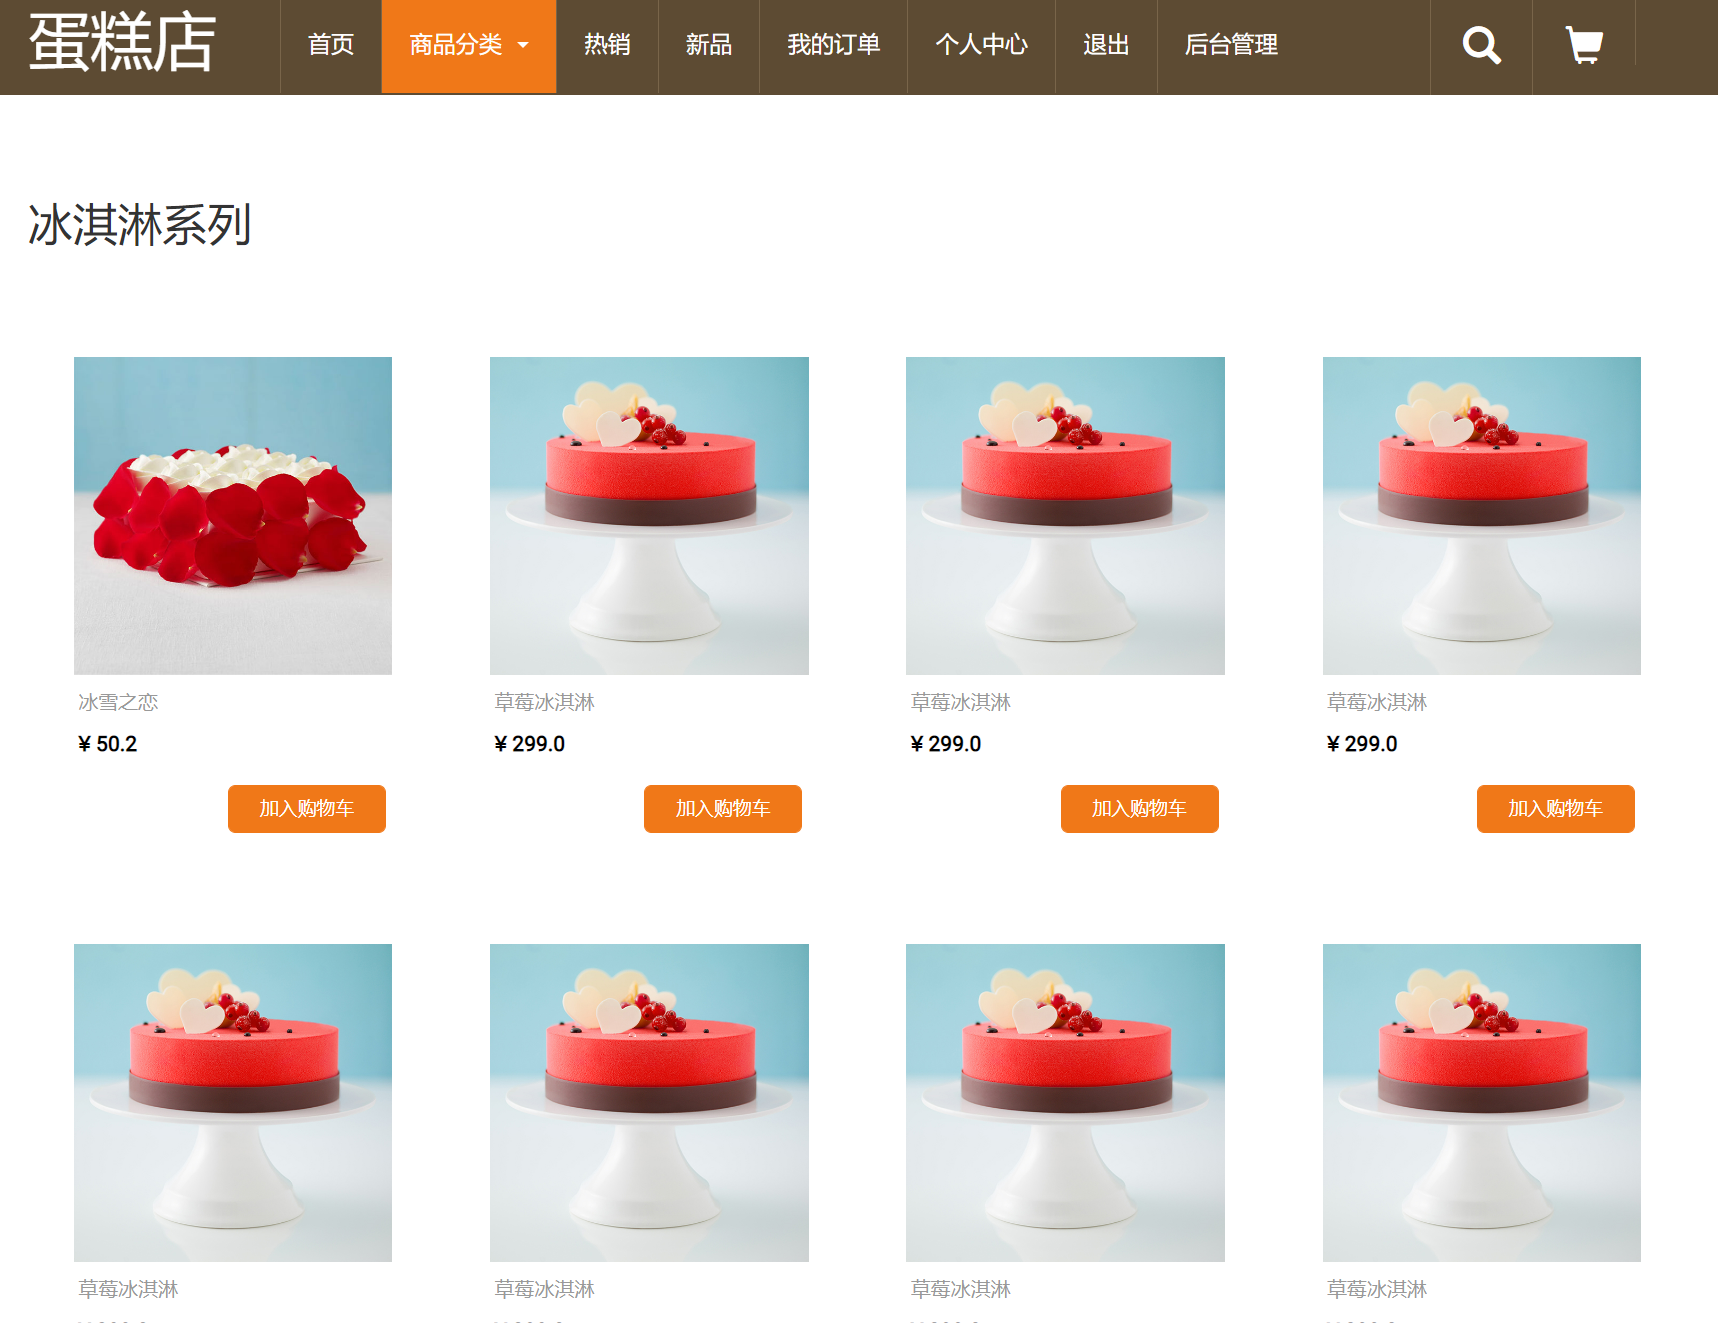 蛋糕店 首页 商品分类 热销 新品 我的订单 个人中心 退出 后台管理
冰淇淋系列
冰雪之恋 草莓冰淇淋 草莓冰淇淋 草莓冰淇淋
¥ 50.2 ¥ 299.0 ¥ 299.0 ¥ 299.0
加入购物车 加入购物车 加入购物车 加入购物车
草莓冰淇淋 草莓冰淇淋 草莓冰淇淋 草莓冰淇淋